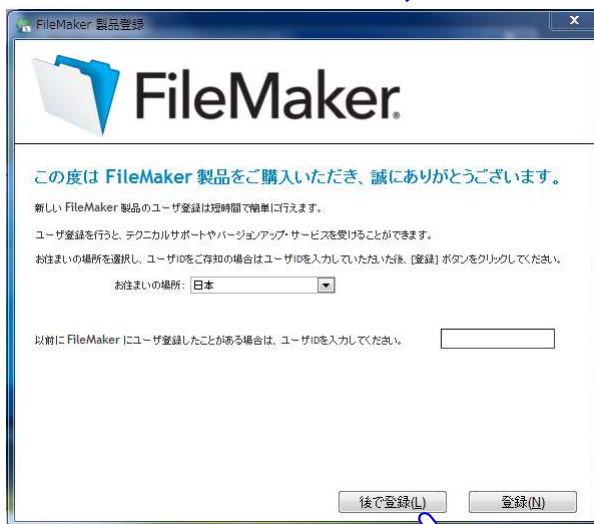 FileMaker 製品登録
FileMaker
この度は FileMaker 製品をご購入いただき、誠にありがとうございます。
新しい FileMaker 製品のユーザ登録は短時間で簡単に行えます。
ユーザ登録を行うと、テクニカルサポートやバージョンアップ・サービスを受けることができます。
お住まいの場所を選択し、ユーザIDをご存知の場合はユーザIDを入力していただいた後、[登録] ボタンをクリックしてください。
お住まいの場所: 日本
以前に FileMaker にユーザ登録したことがある場合は、ユーザIDを入力してください。
後で登録(L) 登録(N)